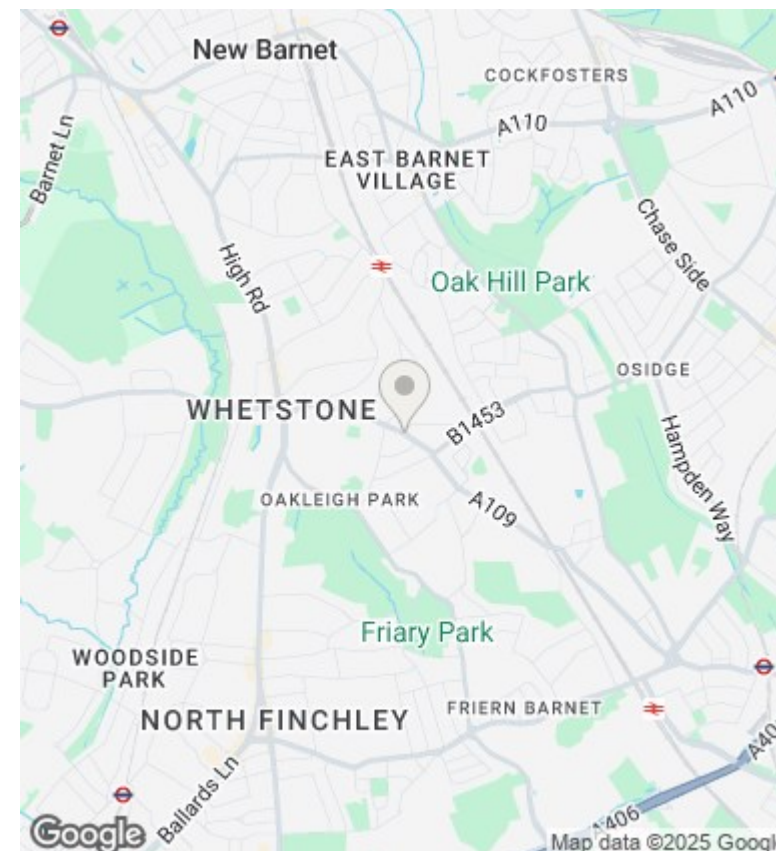 New Barnet
COCKFOSTERS
A110
A110
Barnet Ln
EAST BARNET
VILLAGE
Chase Side
High Rd
Oak Hill Park
OSIDGE
WHETSTONE
B1453
Hampden Way
OAKLEIGH PARK
A109
Friary Park
WOODSIDE
PARK
FRIERN BARNET
NORTH FINCHLEY
A40
Ballards Ln
A406
Google
Map data ©2025 Googl